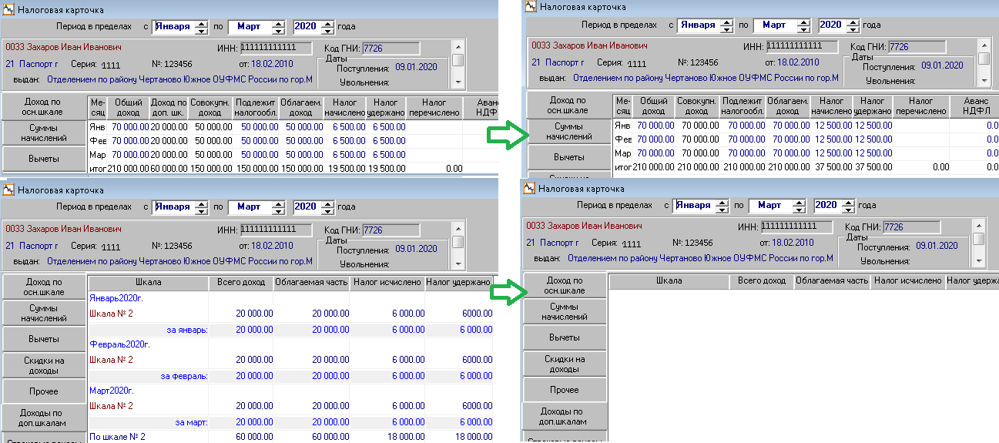 Налоговая карточка
Период в пределах с Января по Март 2020 года
0033 Захаров Иван Иванович ИНН: 111111111111 Код ГНИ: 7726
21 Паспорт г Серия: 1111 №: 123456 от: 18.02.2010 Даты Поступления: 09.01.2020
выдан: Отделением по району Чертаново Южное ОУФМС России по гор.М Увольнения:
Доход по осн.шкале
Суммы начислений
Вычеты
Ме-сяц Общий доход Доход по доп. шк. Совокупн. доход Подлежит налогообл. Облагаем. доход Налог начислено Налог удержано Налог перечислено Аванс НДФ
Янв 70 000.00 20 000.00 50 000.00 50 000.00 50 000.00 6 500.00 6 500.00
Фев 70 000.00 20 000.00 50 000.00 50 000.00 50 000.00 6 500.00 6 500.00
Мар 70 000.00 20 000.00 50 000.00 50 000.00 50 000.00 6 500.00 6 500.00
итог 210 000.00 60 000.00 150 000.00 150 000.00 150 000.00 19 500.00 19 500.00 0.00
Налоговая карточка
Период в пределах с Января по Март 2020 года
0033 Захаров Иван Иванович ИНН: 111111111111 Код ГНИ: 7726
21 Паспорт г Серия: 1111 №: 123456 от: 18.02.2010 Даты Поступления: 09.01.2020
выдан: Отделением по району Чертаново Южное ОУФМС России по гор.М Увольнения:
Доход по осн.шкале
Суммы начислений
Вычеты
Ме-сяц Общий доход Совокупн. доход Подлежит налогообл. Облагаем. доход Налог начислено Налог удержано Налог перечислено Аванс НДФЛ
Янв 70 000.00 70 000.00 70 000.00 70 000.00 12 500.00 12 500.00 0.0
Фев 70 000.00 70 000.00 70 000.00 70 000.00 12 500.00 12 500.00 0.0
Мар 70 000.00 70 000.00 70 000.00 70 000.00 12 500.00 12 500.00 0.0
итог 210 000.00 210 000.00 210 000.00 210 000.00 37 500.00 37 500.00 0.00 0.0
Налоговая карточка
Период в пределах с Января по Март 2020 года
0033 Захаров Иван Иванович ИНН: 111111111111 Код ГНИ: 7726
21 Паспорт г Серия: 1111 №: 123456 от: 18.02.2010 Даты Поступления: 09.01.2020
выдан: Отделением по району Чертаново Южное ОУФМС России по гор.М Увольнения:
Доход по осн.шкале
Суммы начислений
Вычеты
Скидки на доходы
Прочее
Доходы по доп.шкалам
Шкала Всего доход Облагаемая часть Налог исчислено Налог удержано
Январь2020г.
Шкала № 2 20 000.00 20 000.00 6 000.00 6000.00
за январь: 20 000.00 20 000.00 6 000.00 6 000.00
Февраль2020г.
Шкала № 2 20 000.00 20 000.00 6 000.00 6000.00
за февраль: 20 000.00 20 000.00 6 000.00 6 000.00
Март2020г.
Шкала № 2 20 000.00 20 000.00 6 000.00 6000.00
за март: 20 000.00 20 000.00 6 000.00 6 000.00
По шкале № 2 60 000.00 60 000.00 18 000.00 18 000.00
Налоговая карточка
Период в пределах с Января по Март 2020 года
0033 Захаров Иван Иванович ИНН: 111111111111 Код ГНИ: 7726
21 Паспорт г Серия: 1111 №: 123456 от: 18.02.2010 Даты Поступления: 09.01.2020
выдан: Отделением по району Чертаново Южное ОУФМС России по гор.М Увольнения:
Доход по осн.шкале
Суммы начислений
Вычеты
Скидки на доходы
Прочее
Доходы по доп.шкалам
Шкала Всего доход Облагаемая часть Налог исчислено Налог удержа